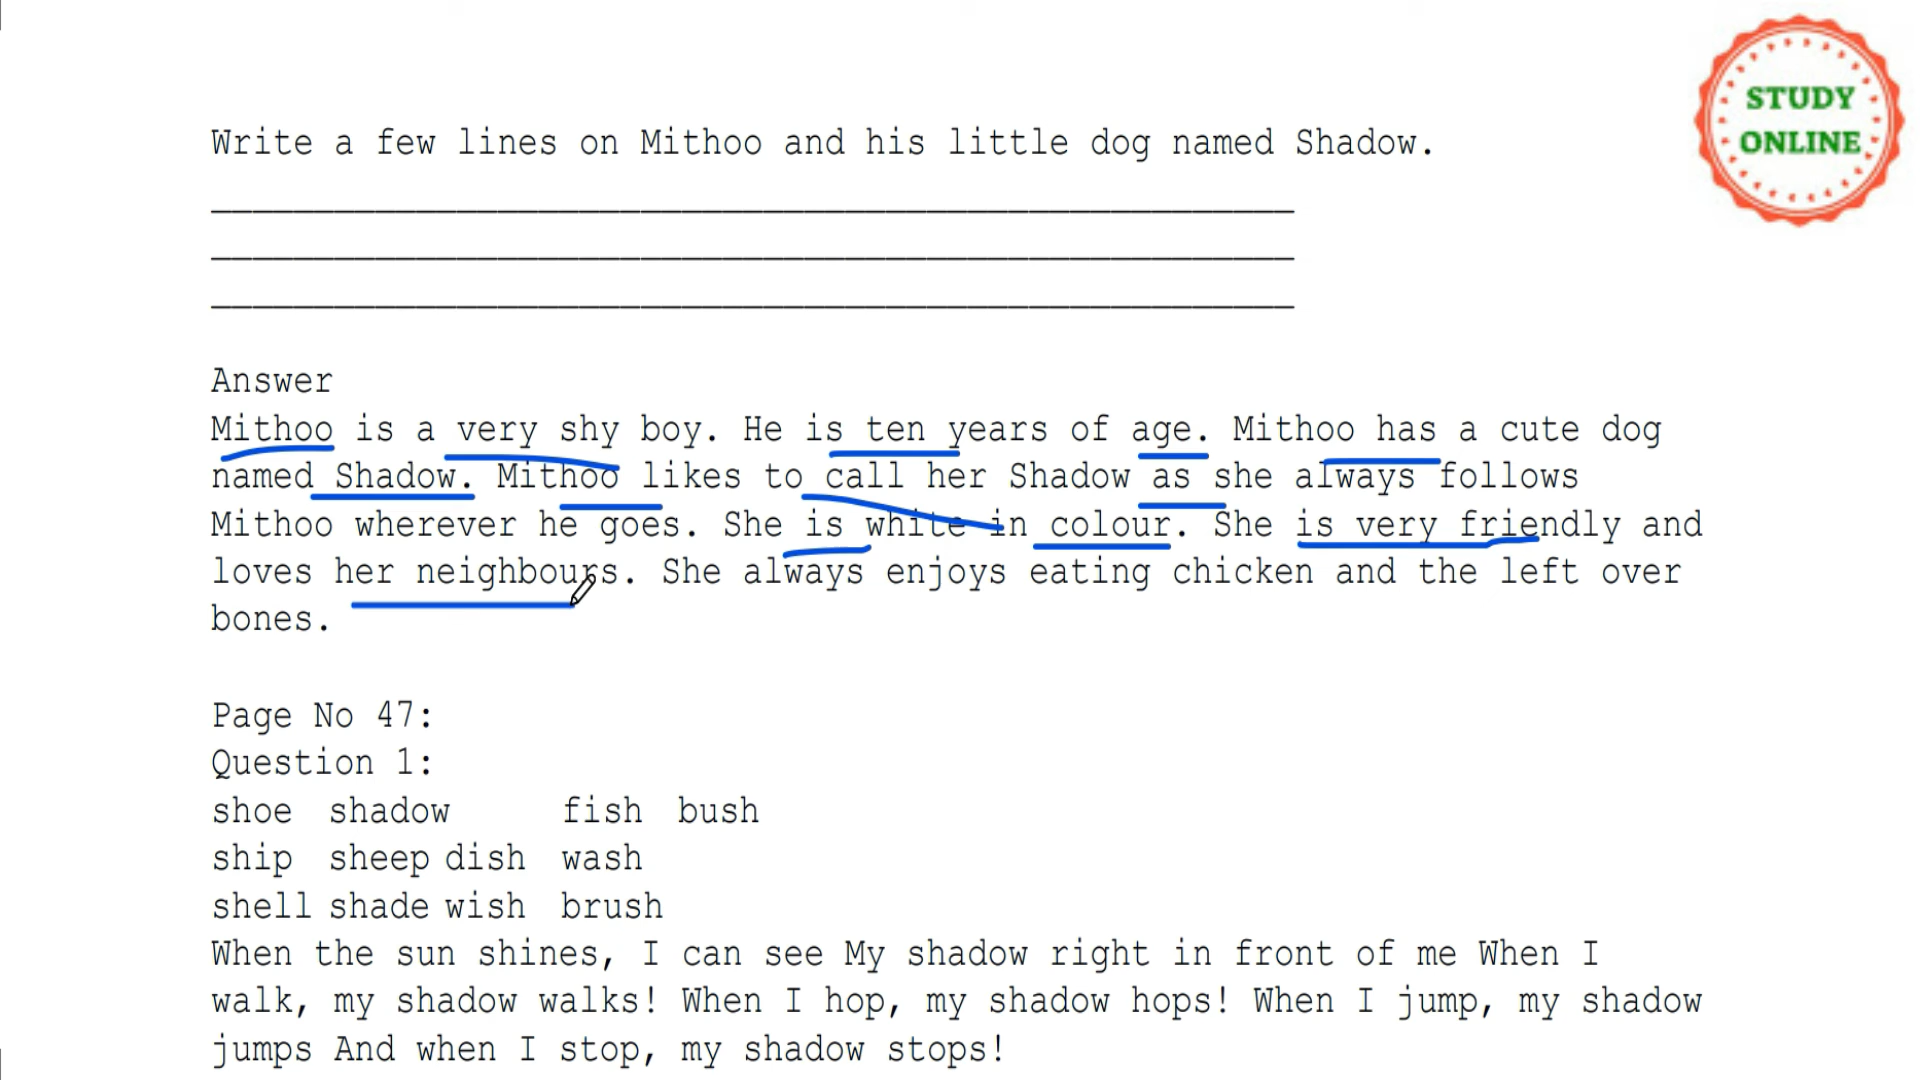 STUDY
ONLINE
Write a few lines on Mithoo and his little dog named Shadow.
Answer
Mithoo is a very shy boy. He is ten years of age. Mithoo has a cute dog
named Shadow. Mithoo likes to call her Shadow as she always follows
Mithoo wherever he goes. She is white in colour. She is very friendly and
loves her neighbours. She always enjoys eating chicken and the left over
bones.
Page No 47:
Question 1:
shoe shadow fish bush
ship sheep dish wash
shell shade wish brush
When the sun shines, I can see My shadow right in front of me When I
walk, my shadow walks! When I hop, my shadow hops! When I jump, my shadow
jumps And when I stop, my shadow stops!